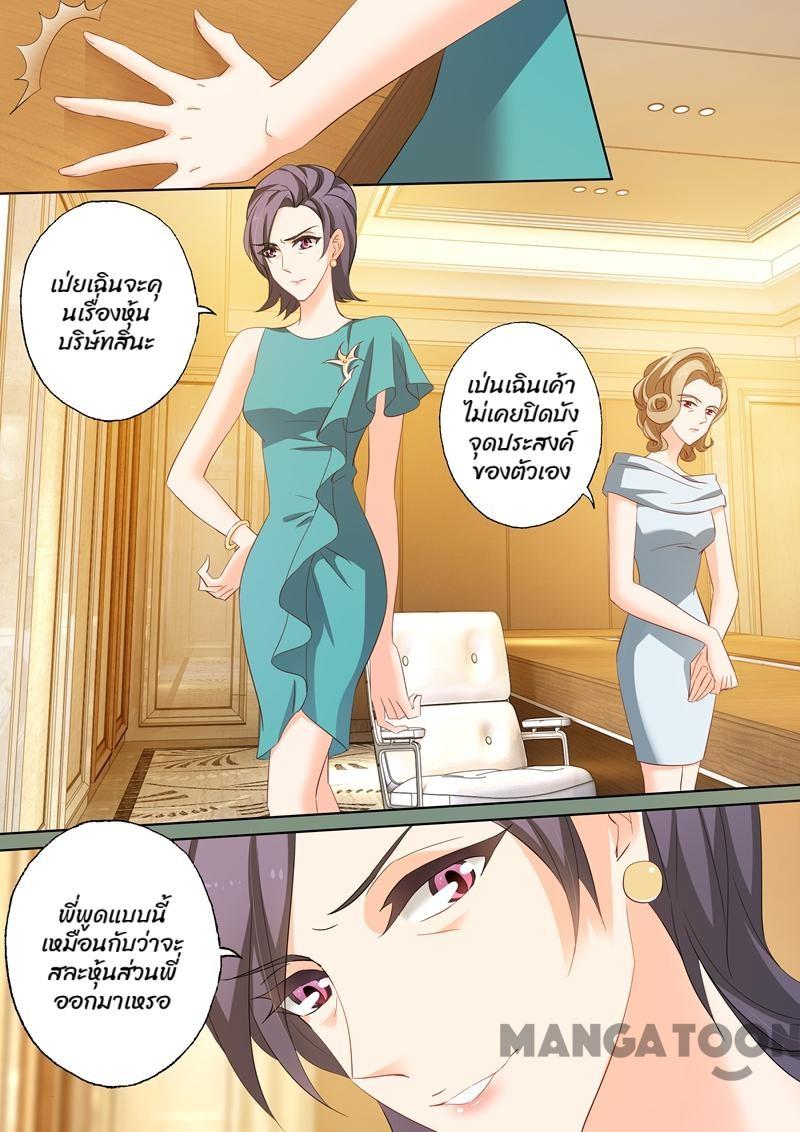 เป่ยเฉินจะคุ
นเรื่องหุ้น
บริษัทสินะ
เป่นเฉินเค้า
ไม่เคยปิดบัง
จุดประสงค์
ของตัวเอง
พี่พูดแบบนี้
เหมือนกับว่าจะ
สละหุ้นส่วนพี่
ออกมาเหรอ
MANGATOON